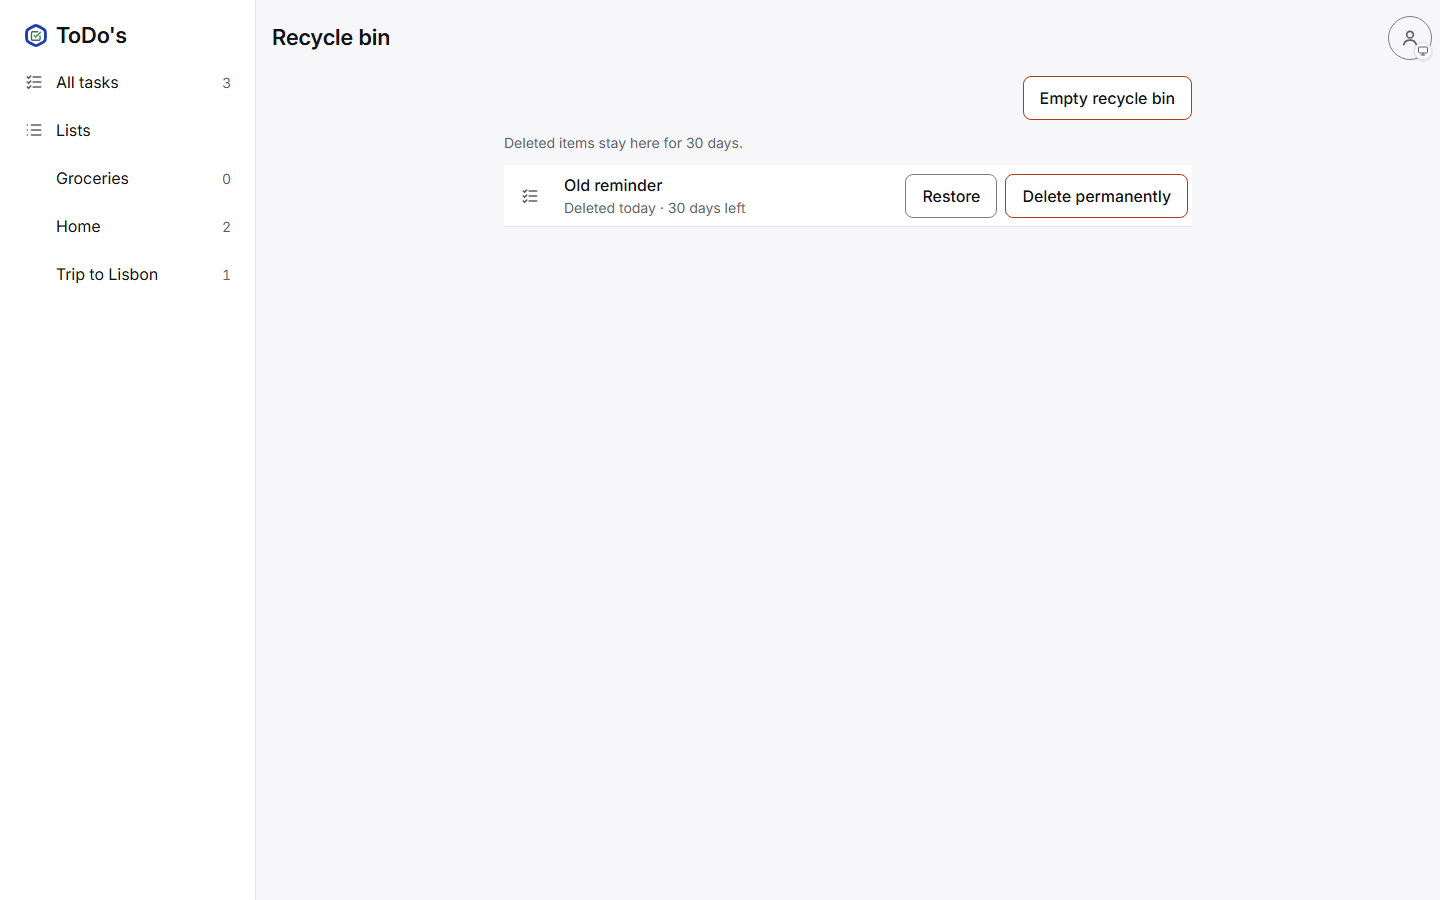 ToDo's
All tasks 3
Lists
Groceries 0
Home 2
Trip to Lisbon 1
Recycle bin
Empty recycle bin
Deleted items stay here for 30 days.
Old reminder
Deleted today · 30 days left
Restore
Delete permanently